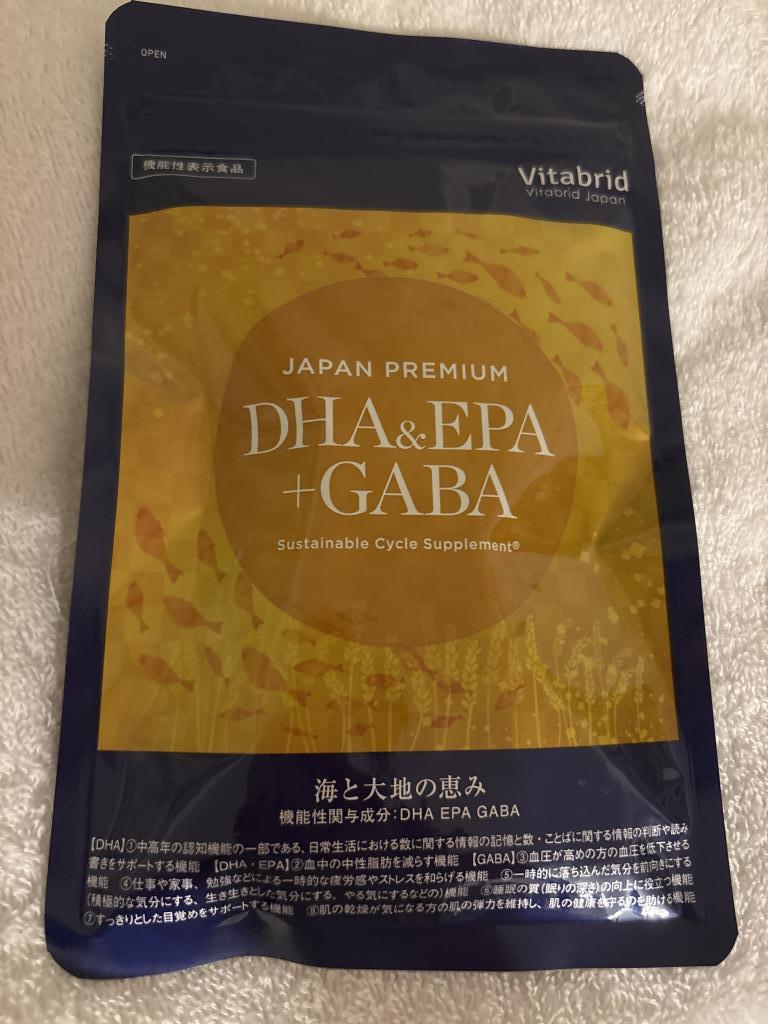 OPEN
機能性表示食品
Vitabrid
Vitabrid Japan
JAPAN PREMIUM
DHA&EPA
+GABA
Sustainable Cycle Supplement®
海と大地の恵み
機能性関与成分:DHA EPA GABA
【DHA】①中高年の認知機能の一部である、日常生活における数に関する情報の記憶と数・ことばに関する情報の判断や読み
書きをサポートする機能 【DHA・EPA】②血中の中性脂肪を減らす機能 【GABA】③血圧が高めの方の血圧を低下させる
機能 ④仕事や家事、勉強などによる一時的な疲労感やストレスを和らげる機能 ⑤一時的に落ち込んだ気分を前向きにする
(積極的な気分にする、生き生きとした気分にする、やる気にするなどの)機能 ⑥睡眠の質(眠りの深さ)の向上に役立つ機能
⑦すっきりとした目覚めをサポートする機能 ⑧肌の乾燥が気になる方の肌の弾力を維持し、肌の健康を守るのを助ける機能